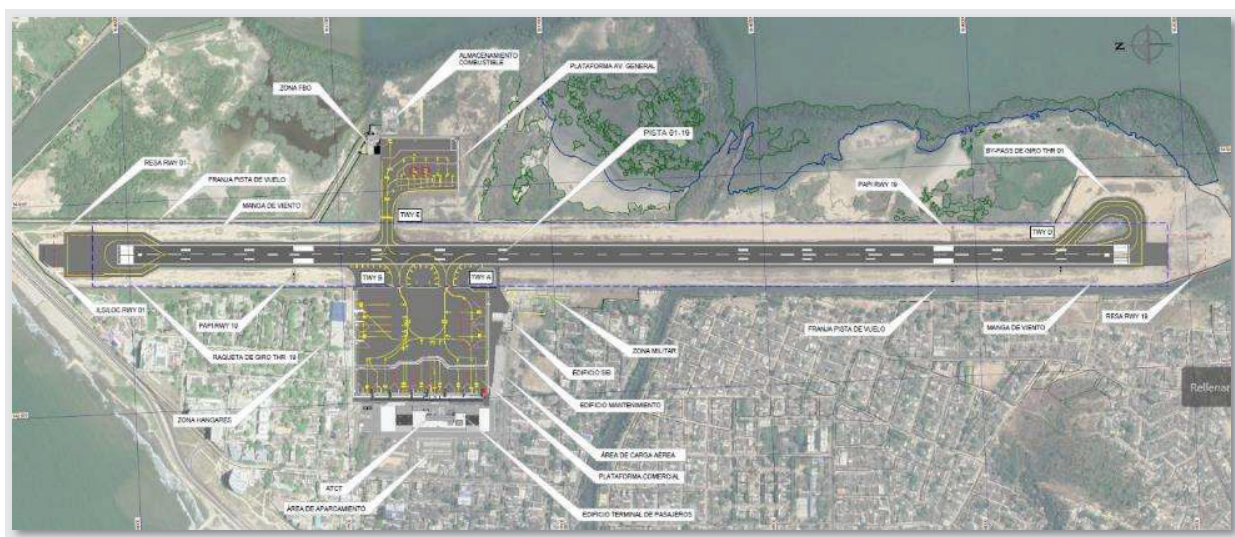 ALMACENAMIENTO
COMBUSTIBLE
PLATAFORMA AV. GENERAL
ZONA FBO
N
PISTA 01-19
RESA RWY 01
FRANJA PISTA DE VUELO
MANGA DE VIENTO
BY-PASS DE GIRO THR 01
PAPI RWY 19
TWY E
TWY D
TWY B
TWY A
ILS/LOC RWY 01
PAPI RWY 19
RAQUETA DE GIRO THR 19
ZONA HANGARES
ZONA MILITAR
FRANJA PISTA DE VUELO
MANGA DE VIENTO
RESA RWY 19
EDIFICIO SEI
EDIFICIO MANTENIMIENTO
Rellenar
ÁREA DE CARGA AÉREA
PLATAFORMA COMERCIAL
ATCT
ÁREA DE APARCAMIENTO
EDIFICIO TERMINAL DE PASAJEROS